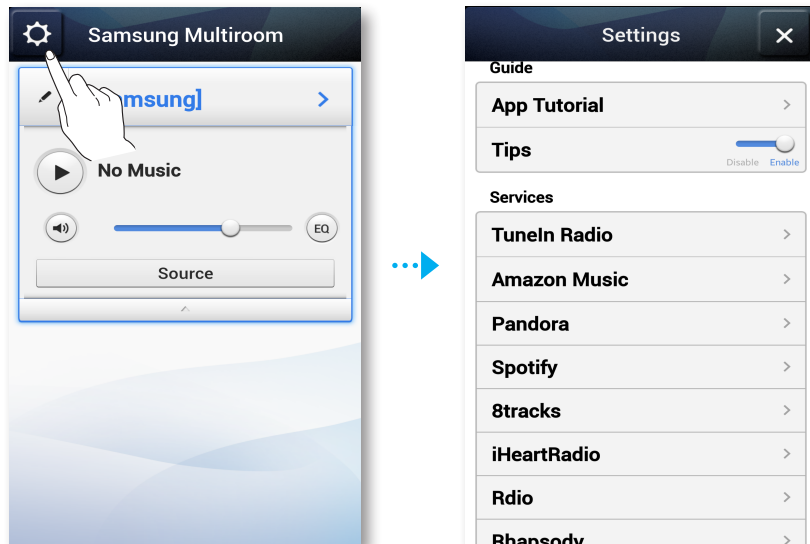 Samsung Multiroom
msung]
No Music
EQ
Source
Settings
Guide
App Tutorial
Tips
Disable Enable
Services
TuneIn Radio
Amazon Music
Pandora
Spotify
8tracks
iHeartRadio
Rdio
Rhapsody